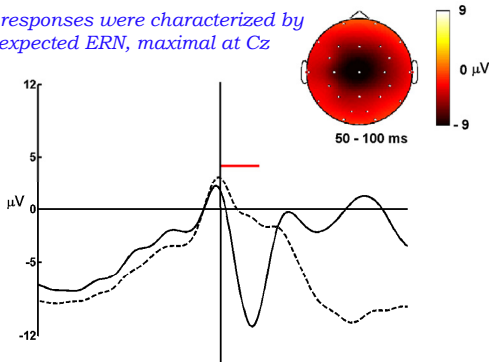 responses were characterized by
expected ERN, maximal at Cz
9
0 μV
- 9
50 - 100 ms
12
5
μV
0
-5
-12